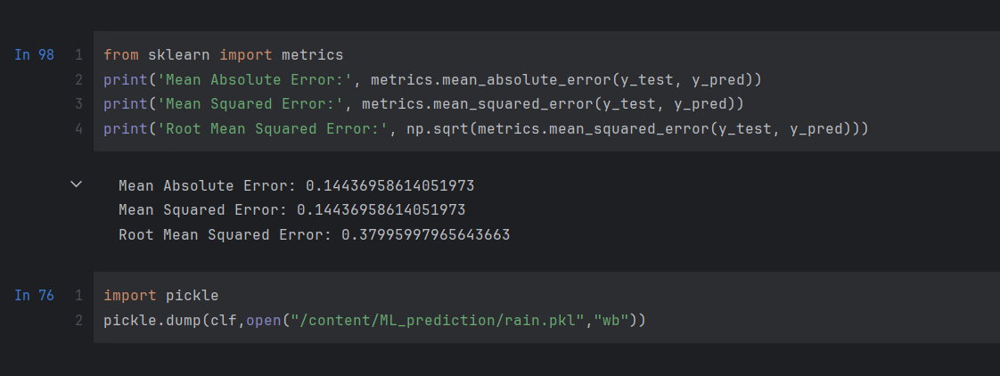 In 98 1 from sklearn import metrics
2 print('Mean Absolute Error:', metrics.mean_absolute_error(y_test, y_pred))
3 print('Mean Squared Error:', metrics.mean_squared_error(y_test, y_pred))
4 print('Root Mean Squared Error:', np.sqrt(metrics.mean_squared_error(y_test, y_pred)))
Mean Absolute Error: 0.14436958614051973
Mean Squared Error: 0.14436958614051973
Root Mean Squared Error: 0.37995997965643663
In 76 1 import pickle
2 pickle.dump(clf,open("/content/ML_prediction/rain.pkl","wb"))